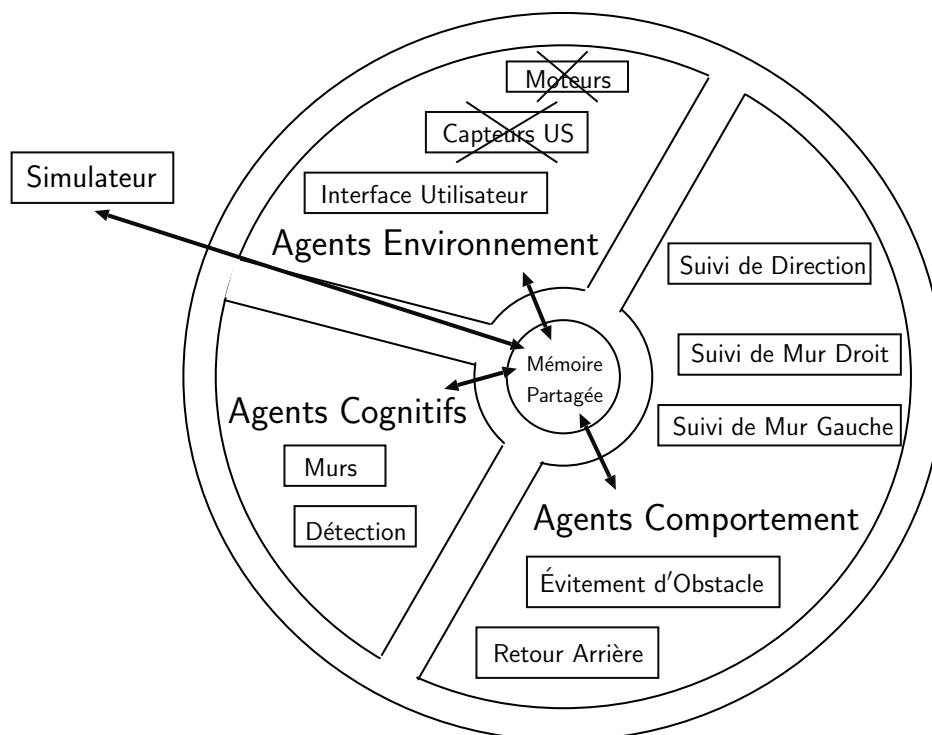 Moteurs
Capteurs US
Simulateur
Interface Utilisateur
Agents Environnement
Suivi de Direction
Suivi de Mur Droit
Mémoire
Partagée
Agents Cognitifs
Suivi de Mur Gauche
Murs
Détection
Agents Comportement
Évitement d'Obstacle
Retour Arrière